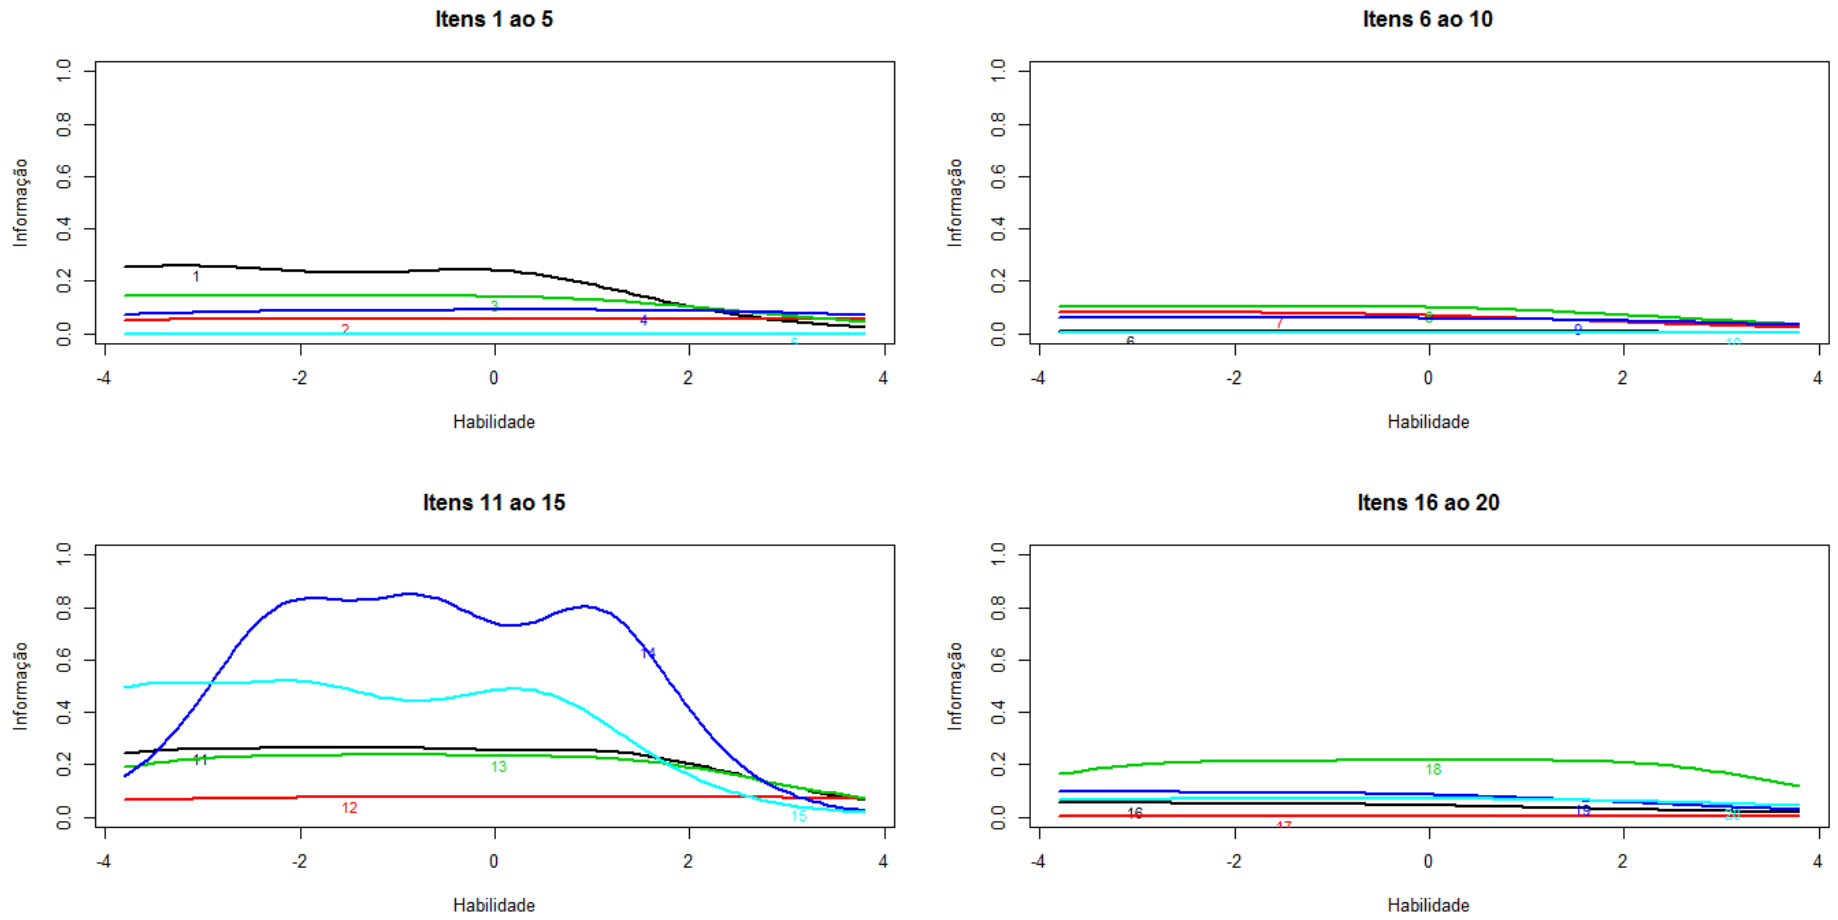 Itens 1 ao 5
Informação
0.0 0.2 0.4 0.6 0.8 1.0
1
2
3
4
5
-4 -2 0 2 4
Habilidade
Itens 6 ao 10
Informação
0.0 0.2 0.4 0.6 0.8 1.0
6
7
8
9
10
-4 -2 0 2 4
Habilidade
Itens 11 ao 15
Informação
0.0 0.2 0.4 0.6 0.8 1.0
11
12
13
14
15
-4 -2 0 2 4
Habilidade
Itens 16 ao 20
Informação
0.0 0.2 0.4 0.6 0.8 1.0
16
17
18
19
20
-4 -2 0 2 4
Habilidade